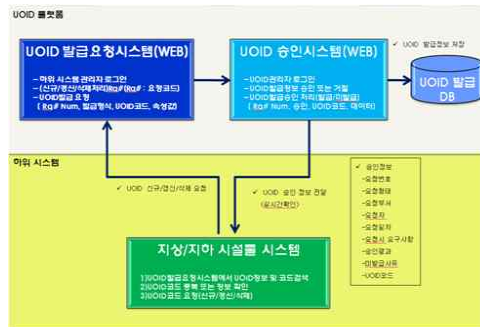 UOID 플랫폼
UOID 발급요청시스템(WEB)
– 하위 시스템 관리자 로그인
– (신규/갱신/삭제처리)Rq#(Rq# : 요청코드)
– UOID발급 요청
( Rq# Num, 발급형식, UOID코드, 속성값)
UOID 승인시스템(WEB)
– UOID관리자 로그인
– UOID발급정보 승인 또는 거절
– UOID발급승인 처리(발급/미발급)
( Rq# Num, 승인, UOID코드, 데이터)
✓ UOID 발급정보 저장
UOID 발급
DB
하위 시스템
✓ UOID 신규/갱신/삭제 요청
✓ UOID 승인 정보 전달
(실시간확인)
✓ 승인정보
–요청번호
–요청형태
–요청부서
–요청자
–요청일자
–요청시 요구사항
–승인결과
–미발급사유
–UOID코드
지상/지하 시설물 시스템
1)UOID발급요청시스템에서 UOID정보 및 코드검색
2)UOID코드 중복 또는 정보 확인
3)UOID코드 요청(신규/갱신/삭제)